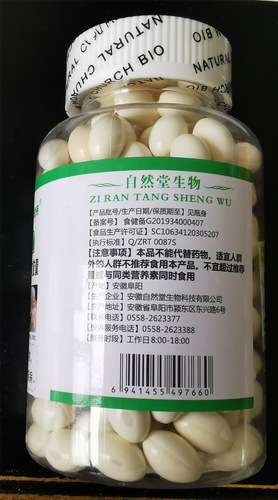 NATURAL
CHURCH BIO
自然堂生物
ZI RAN TANG SHENG WU
[产品批号/生产日期/保质期至]见瓶身
[备案号] 食健备G201934000407
[食品生产许可证]SC10634120305207
[执行标准] Q/ZRT 0087S
[注意事项] 本品不能代替药物。适宜人群
外的人群不推荐食用本产品。不宜超过推荐
量或与同类营养素同时食用
地] 安徽阜阳
生产企业] 安徽自然堂生物科技有限公司
地址] 安徽省阜阳市颍东区东兴路6号
电话] 0558-2623377
投诉服务电话] 0558-2623388
服务时段] 工作日8:00-18:00
6 941455 497660